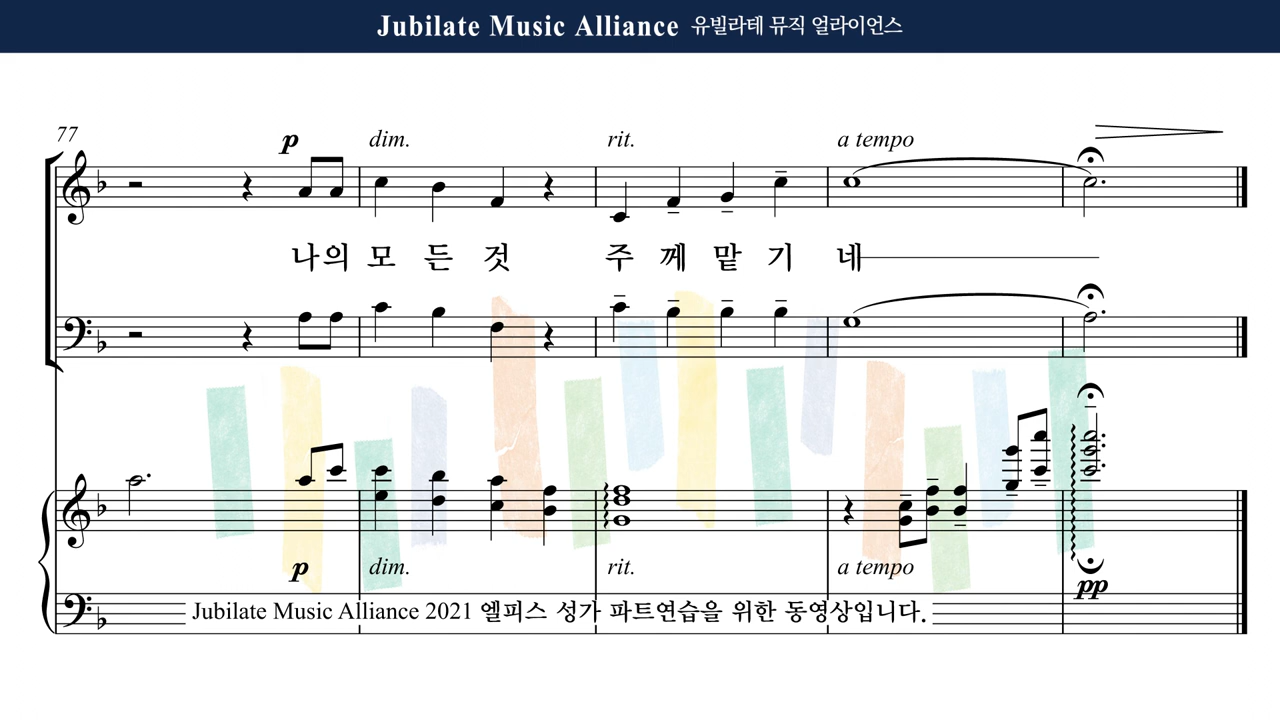 Jubilate Music Alliance 유빌라테 뮤직 얼라이언스
77
p dim. rit. a tempo
나의 모 든 것 주 께 맡 기 네
p dim. rit. a tempo
pp
Jubilate Music Alliance 2021 엘피스 성가 파트연습을 위한 동영상입니다.